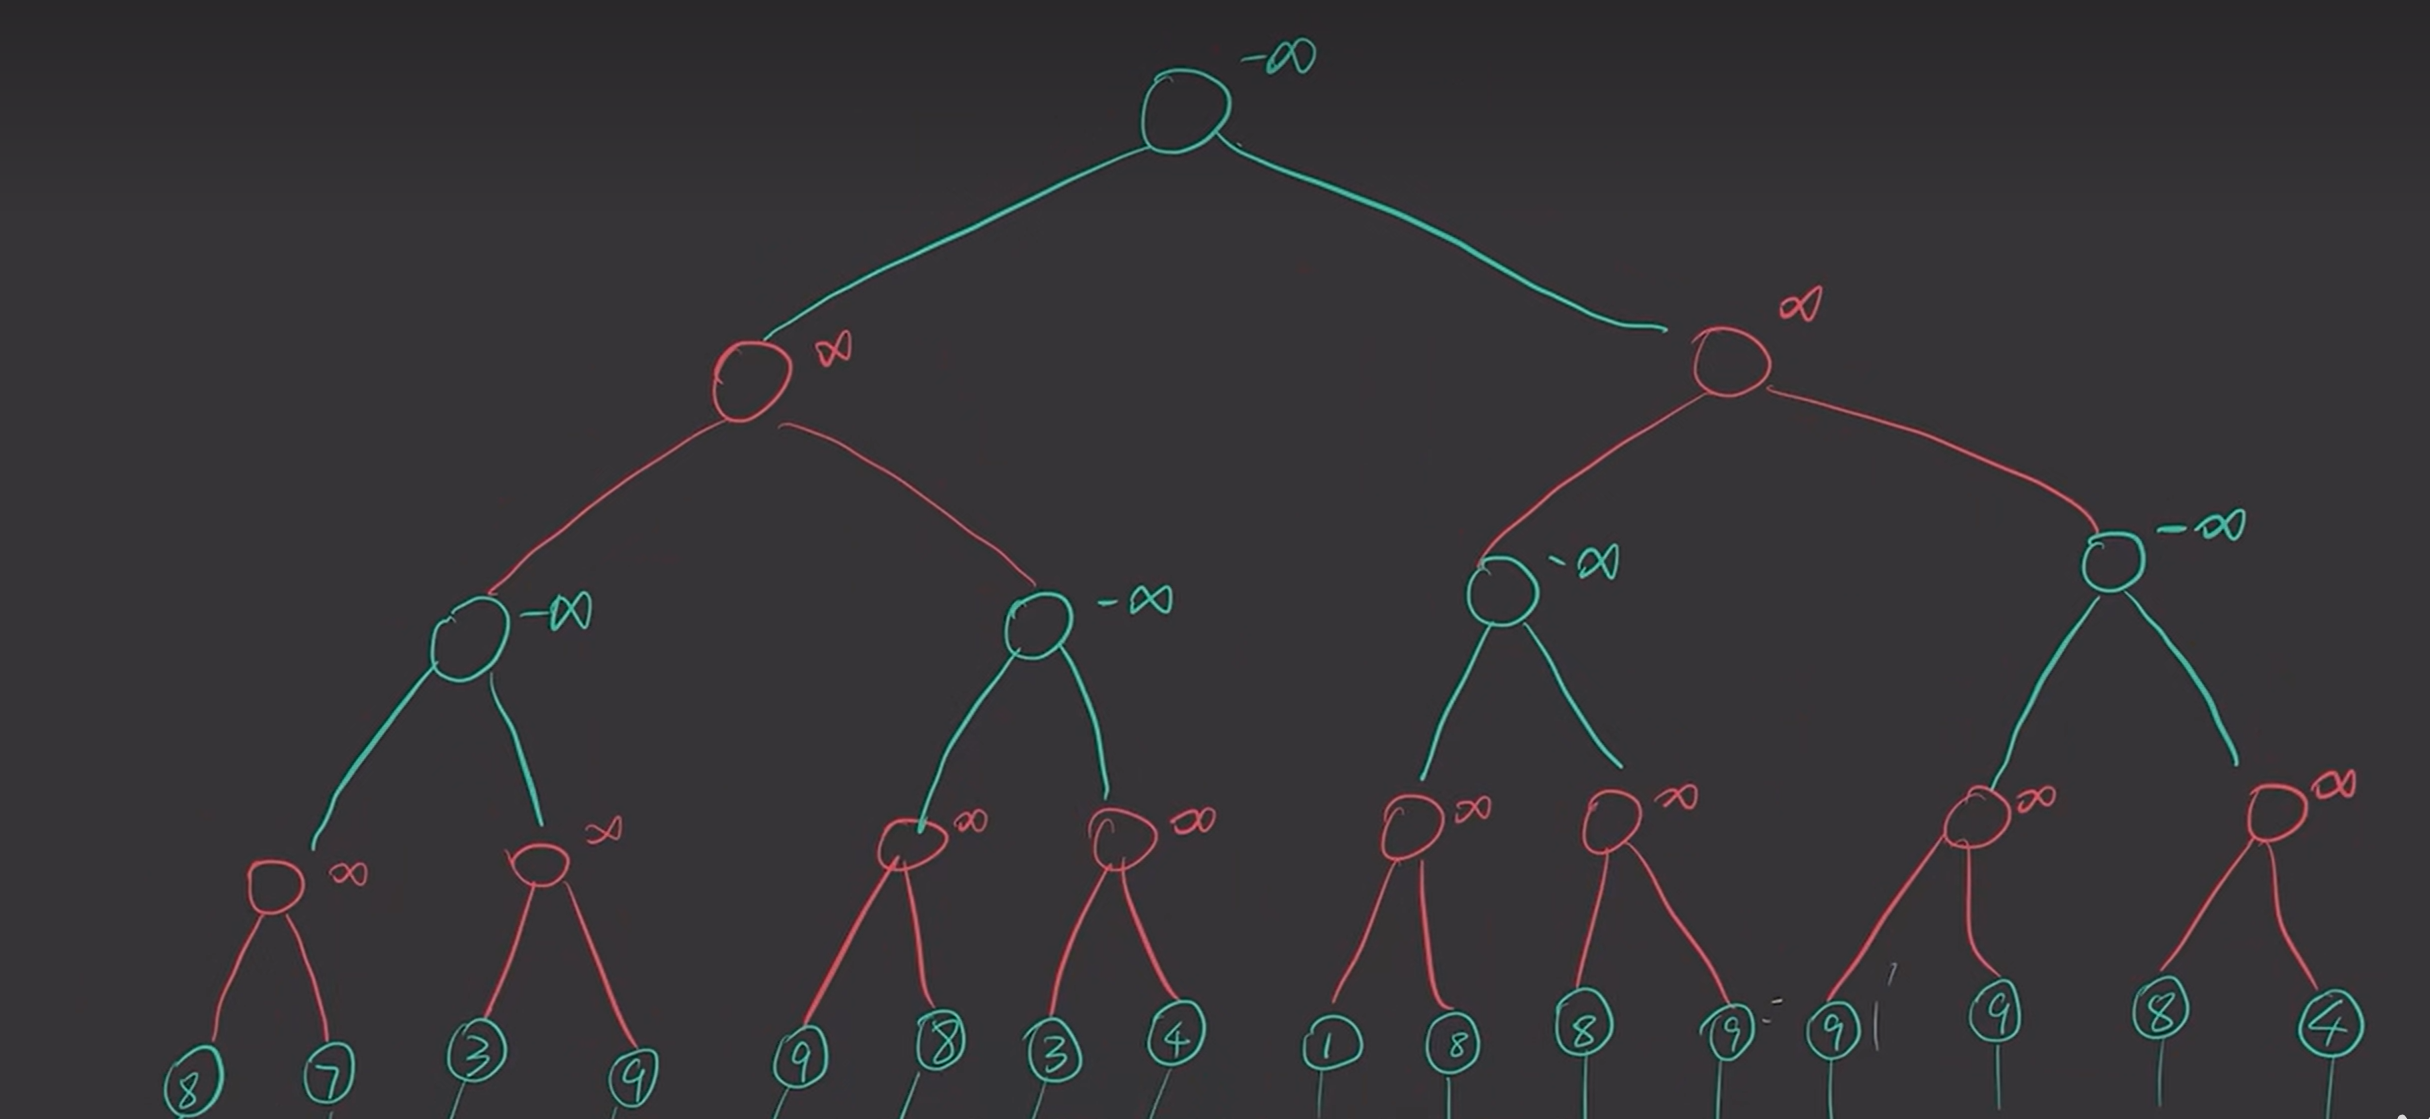 -∞
∞ ∞
-∞ -∞ -∞ -∞
∞ ∞ ∞ ∞ ∞ ∞ ∞ ∞
8 7 3 9 9 8 3 4 1 8 8 9 9 9 8 4